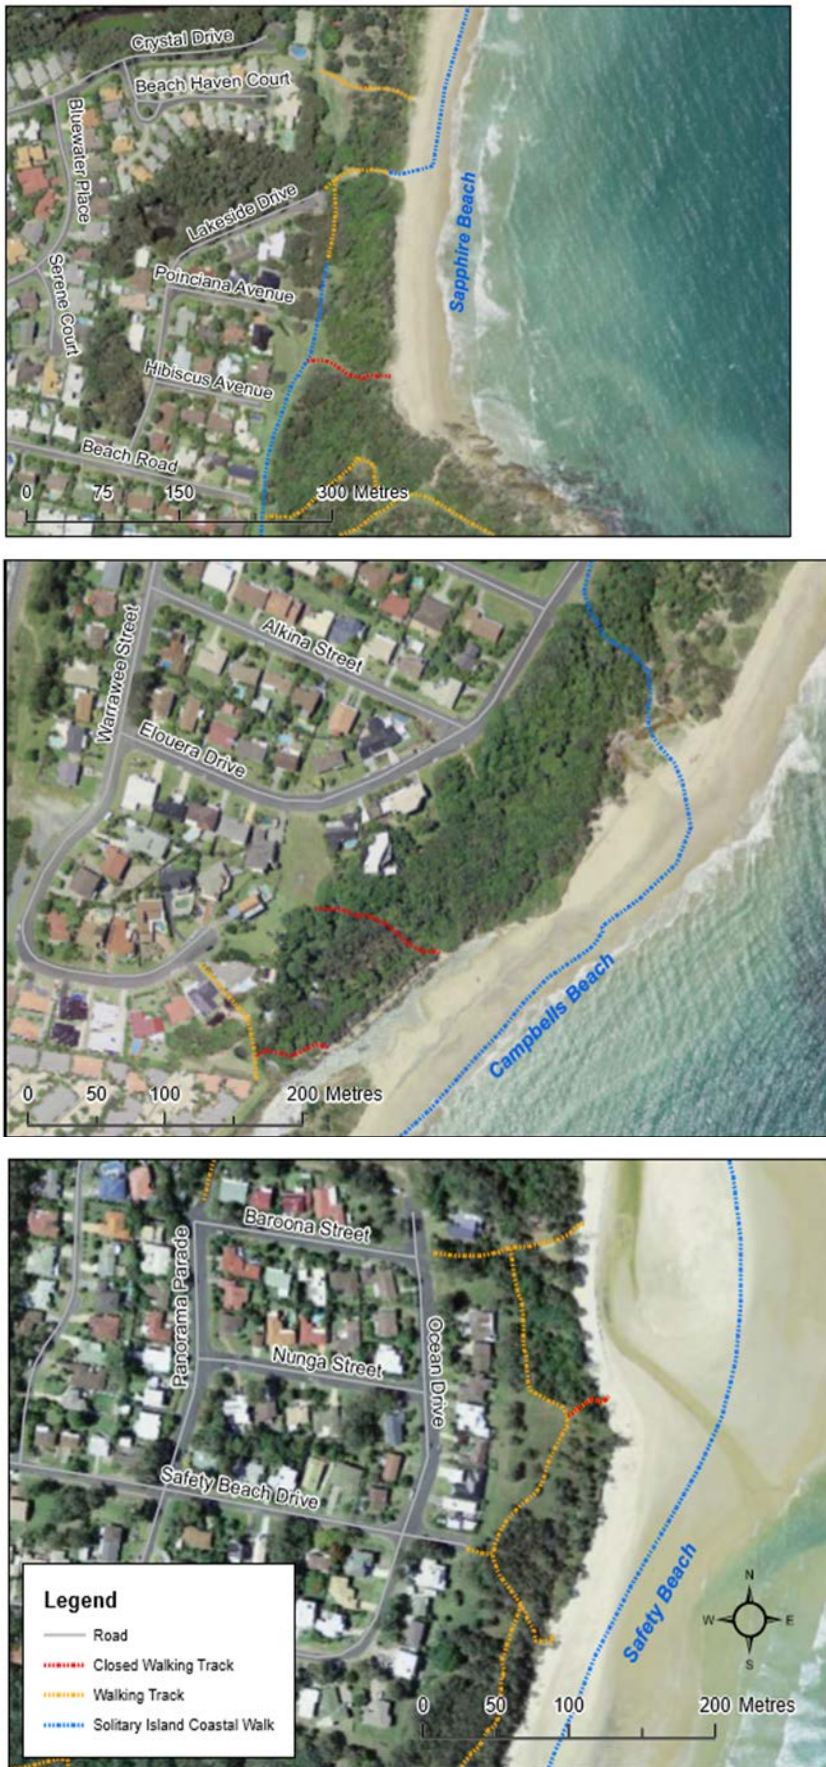 Crystal Drive
Beach Haven Court
Bluewater Place
Lakeside Drive
Sapphire Beach
Serene Court
Poinciana Avenue
Hibiscus Avenue
Beach Road
0 75 150 300 Metres
Warrawee Street
Alkina Street
Elouera Drive
Campbells Beach
0 50 100 200 Metres
Baroona Street
Panorama Parade
Ocean Drive
Nunga Street
Safety Beach Drive
Safety Beach
N
W E
S
Legend
Road
Closed Walking Track
Walking Track
Solitary Island Coastal Walk
0 50 100 200 Metres